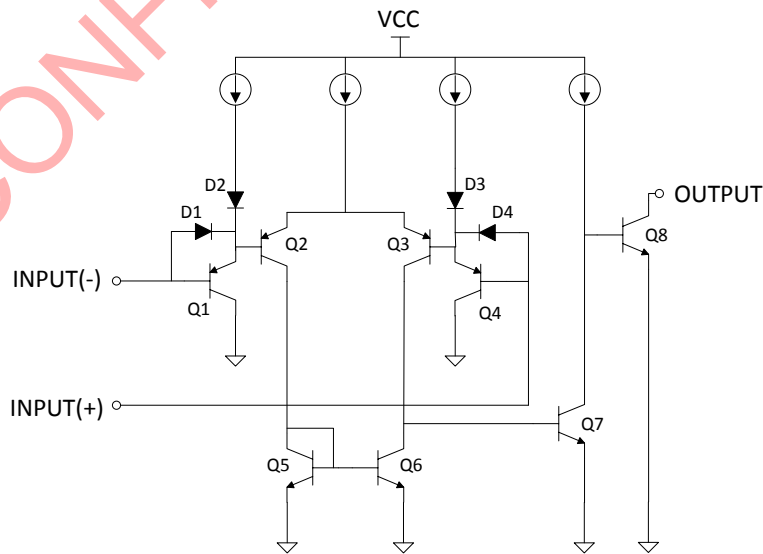 VCC
D2
D3
D1
D4
OUTPUT
Q2
Q3
Q8
INPUT(-)
Q1
Q4
INPUT(+)
Q7
Q5
Q6